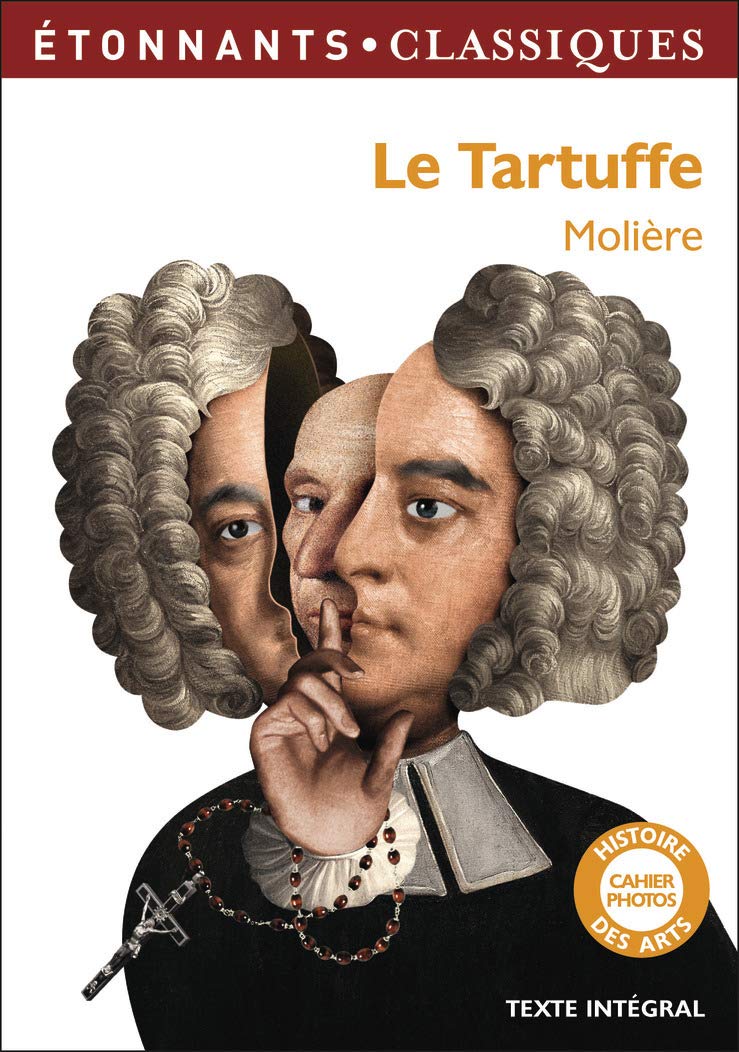 ÉTONNANTS • CLASSIQUES
Le Tartuffe
Molière
HISTOIRE
CAHIER
PHOTOS
DES ARTS
TEXTE INTÉGRAL